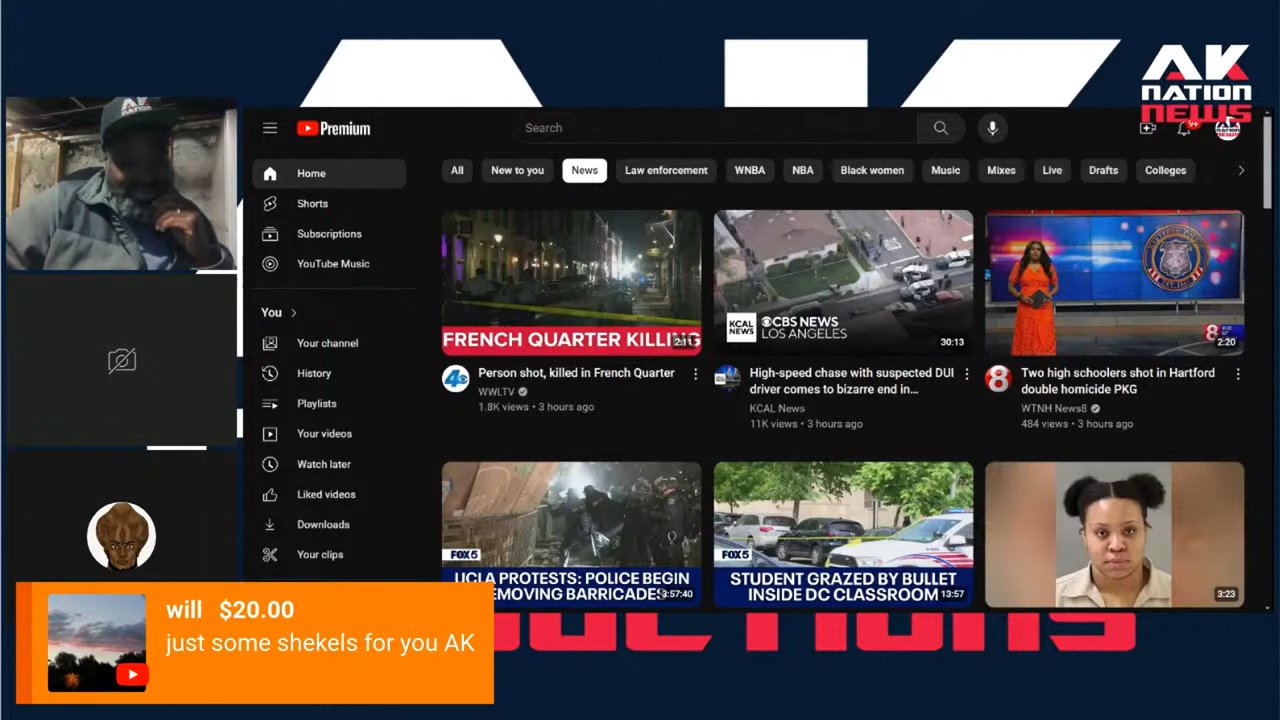 AK
NATION
NEWS
Premium
Search
9+
Home
Shorts
Subscriptions
YouTube Music
You
Your channel
History
Playlists
Your videos
Watch later
Liked videos
Downloads
Your clips
All
New to you
News
Law enforcement
WNBA
NBA
Black women
Music
Mixes
Live
Drafts
Colleges
FRENCH QUARTER KILLING
Person shot, killed in French Quarter
WWLTV
1.8K views • 3 hours ago
KCAL
NEWS
CBS NEWS
LOS ANGELES
30:13
High-speed chase with suspected DUI
driver comes to bizarre end in...
KCAL News
11K views • 3 hours ago
8
2:20
Two high schoolers shot in Hartford
double homicide PKG
WTNH News8
484 views • 3 hours ago
FOX5
UCLA PROTESTS: POLICE BEGIN
EMOVING BARRICADES
3:57:40
FOX5
STUDENT GRAZED BY BULLET
INSIDE DC CLASSROOM
13:57
3:23
will $20.00
just some shekels for you AK